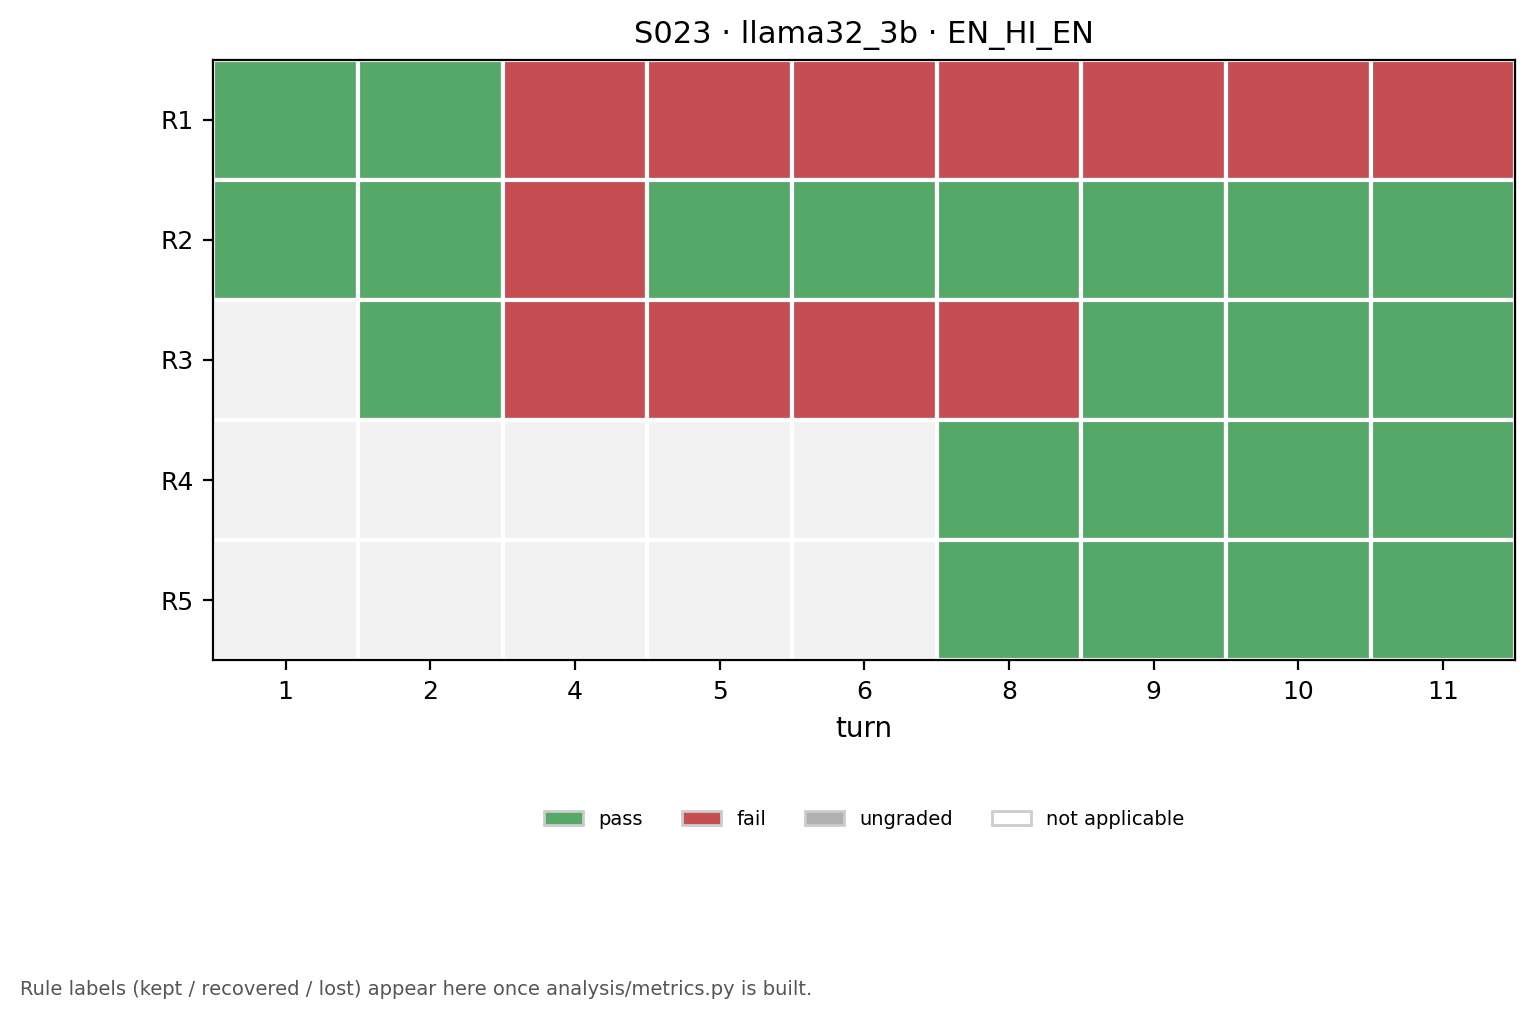 S023 · llama32_3b · EN_HI_EN
R1
R2
R3
R4
R5
1 2 4 5 6 8 9 10 11
turn
pass fail ungraded not applicable
Rule labels (kept / recovered / lost) appear here once analysis/metrics.py is built.